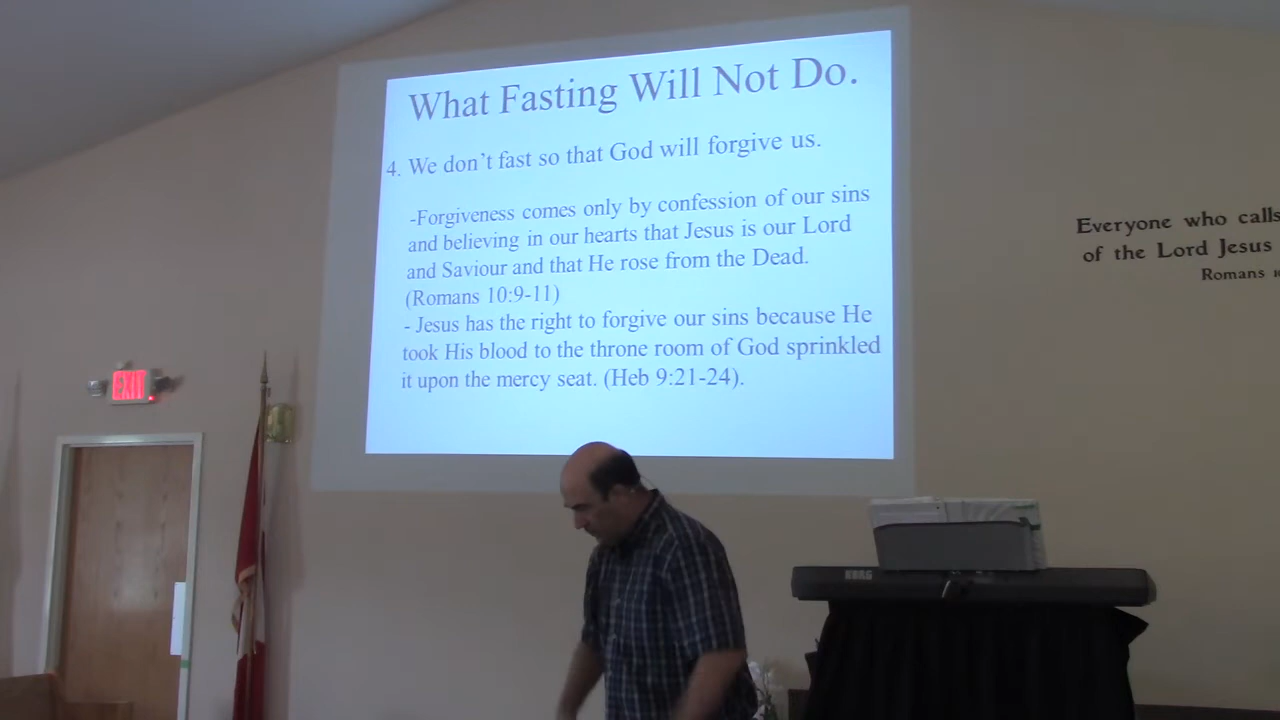 What Fasting Will Not Do.
4. We don't fast so that God will forgive us.
-Forgiveness comes only by confession of our sins
and believing in our hearts that Jesus is our Lord
and Saviour and that He rose from the Dead.
(Romans 10:9-11)
- Jesus has the right to forgive our sins because He
took His blood to the throne room of God sprinkled
it upon the mercy seat. (Heb 9:21-24).
Everyone who calls
of the Lord Jesus
Romans
EXIT
KORG